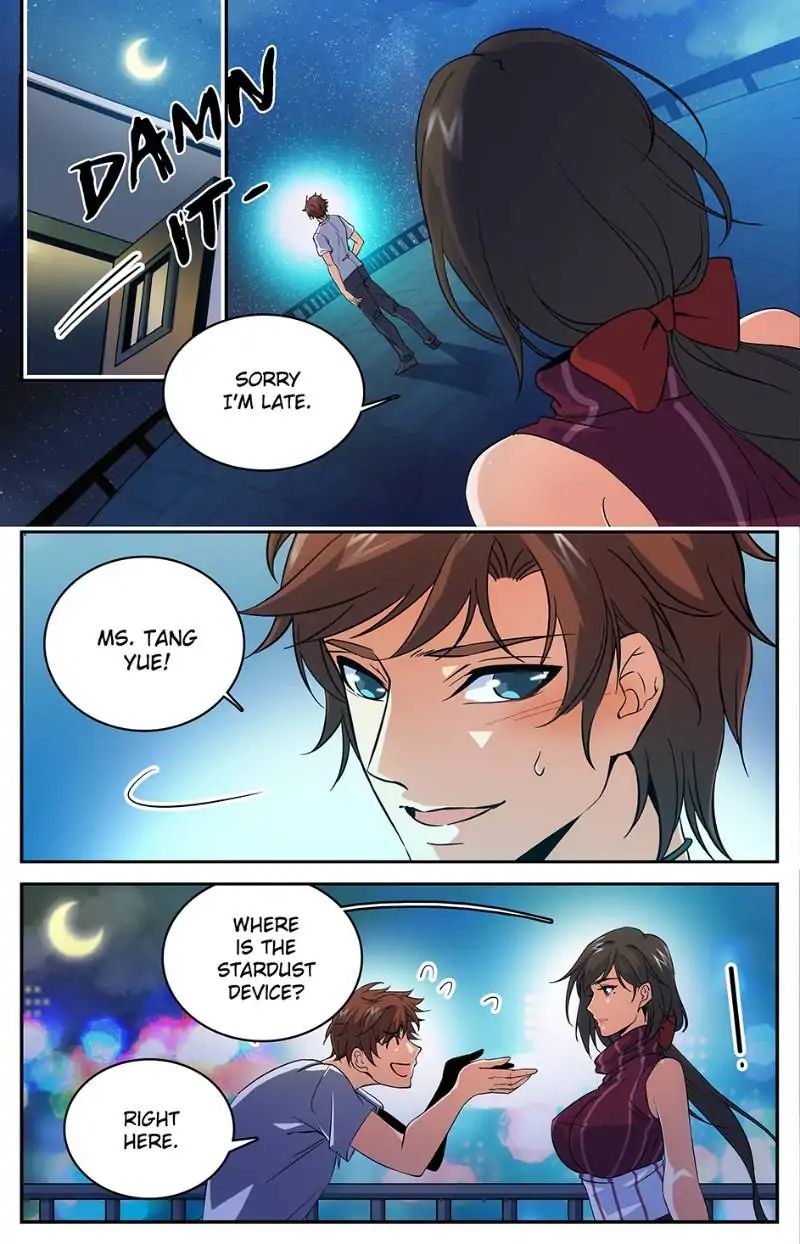 DAMN
IT-
SORRY
I'M LATE.
MS. TANG
YUE!
WHERE
IS THE
STARDUST
DEVICE?
RIGHT
HERE.
!